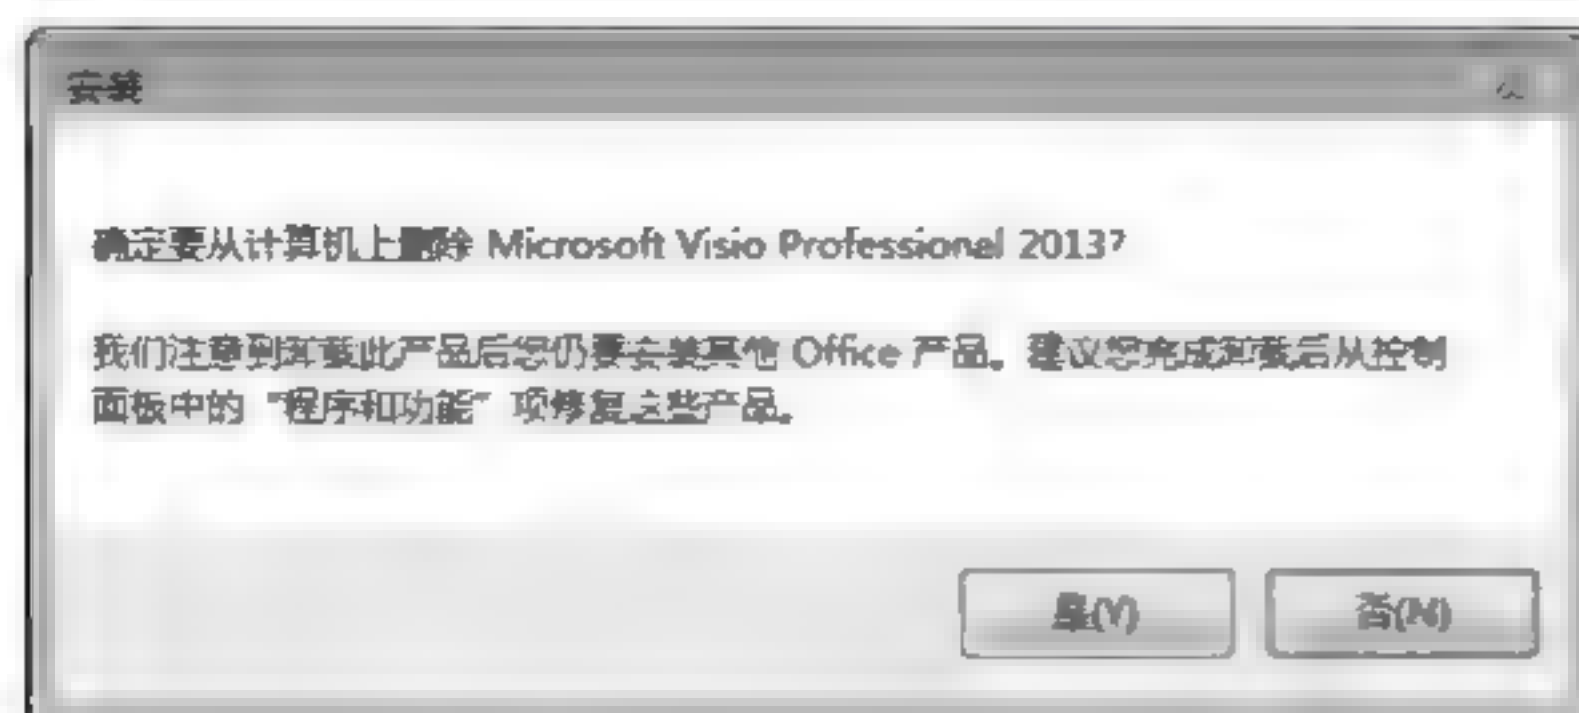 安装
确定要从计算机上删除 Microsoft Visio Professional 2013?
我们注意到卸载此产品后您仍要安装其他 Office 产品。建议您完成卸载后从控制
面板中的“程序和功能”项修复这些产品。
是(Y)
否(N)